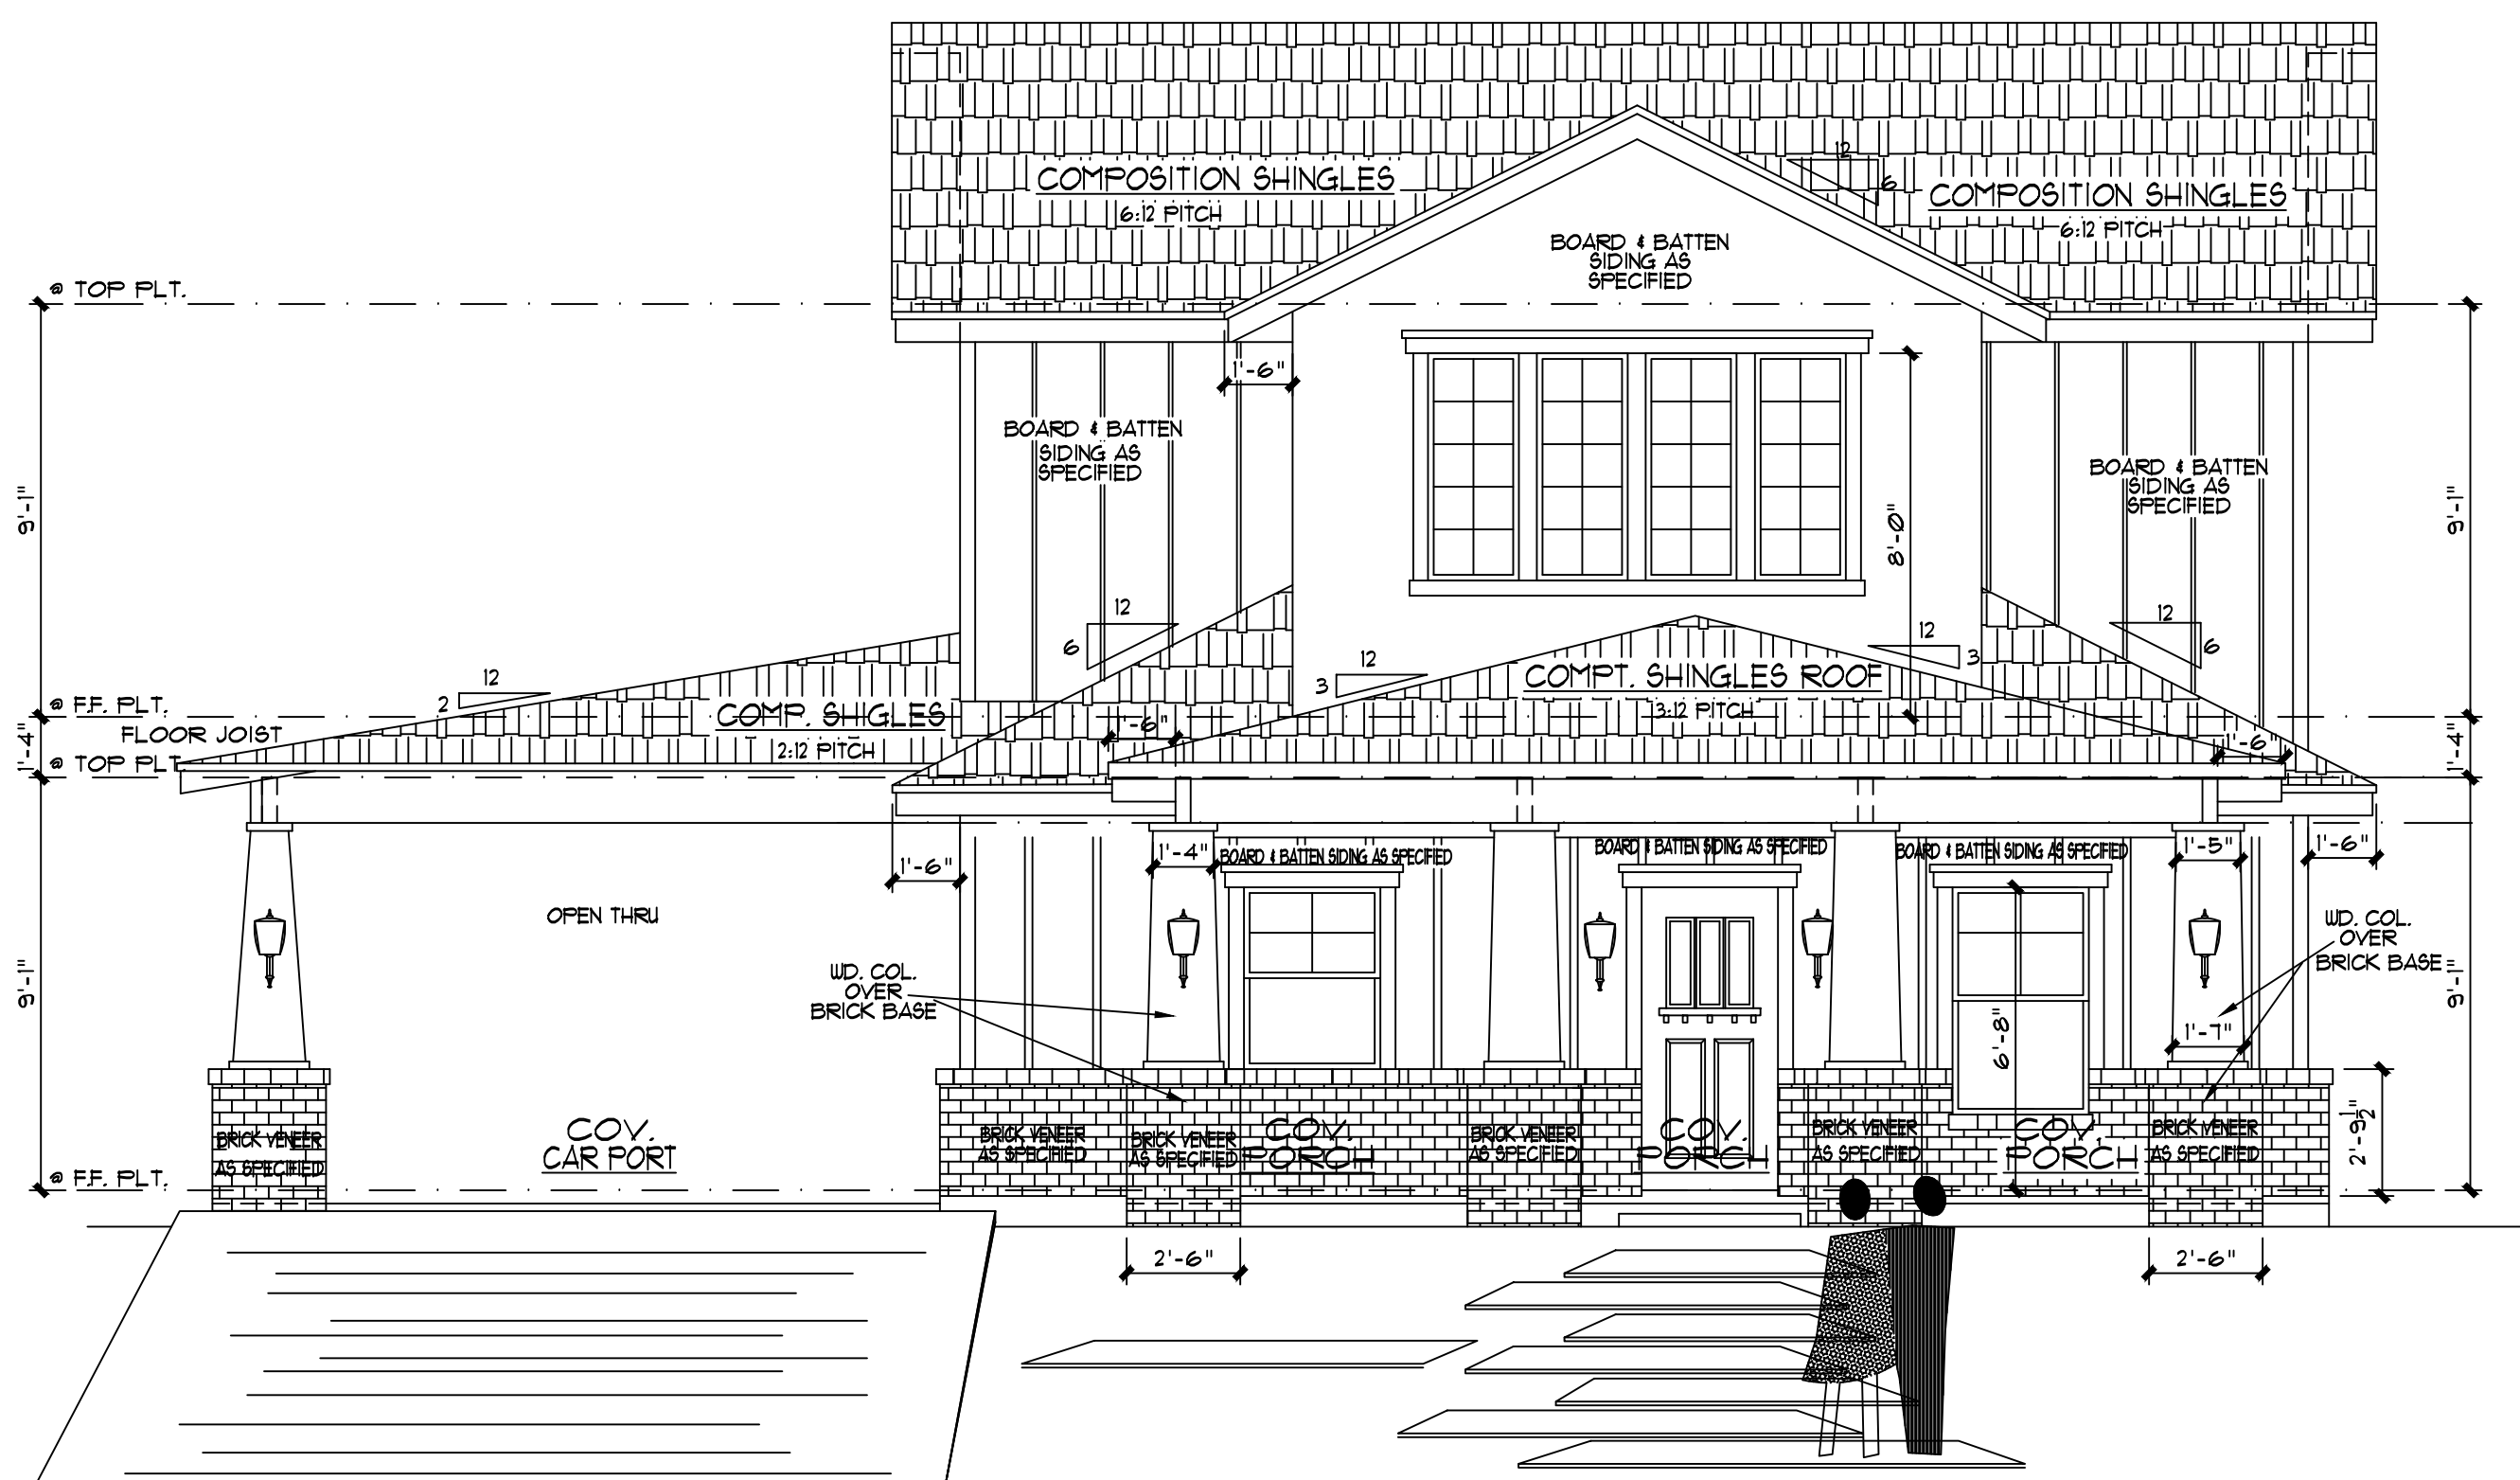 12
6
COMPOSITION SHINGLES
6:12 PITCH
COMPOSITION SHINGLES
6:12 PITCH
BOARD & BATTEN
SIDING AS
SPECIFIED
@ TOP PLT.
1'-6"
BOARD & BATTEN
SIDING AS
SPECIFIED
BOARD & BATTEN
SIDING AS
SPECIFIED
9'-1"
8'-0"
9'-1"
12
6
12
6
12
2
12
3
12
3
COMPT. SHINGLES ROOF
3:12 PITCH
@ F.F. PLT.
FLOOR JOIST
1'-4"
@ TOP PLT.
COMP. SHIGLES
2:12 PITCH
1'-6"
1'-6"
1'-4"
1'-6"
1'-4"
BOARD & BATTEN SIDING AS SPECIFIED
BOARD & BATTEN SIDING AS SPECIFIED
BOARD & BATTEN SIDING AS SPECIFIED
1'-5"
1'-6"
OPEN THRU
WD. COL.
OVER
BRICK BASE
WD. COL.
OVER
BRICK BASE
9'-1"
9'-1"
6'-8"
1'-7"
COV.
CAR PORT
BRICK VENEER
AS SPECIFIED
BRICK VENEER
AS SPECIFIED
BRICK VENEER
AS SPECIFIED
COV.
PORCH
BRICK VENEER
AS SPECIFIED
COV.
PORCH
BRICK VENEER
AS SPECIFIED
COV.
PORCH
BRICK VENEER
AS SPECIFIED
2'-9 1/2"
@ F.F. PLT.
2'-6"
2'-6"